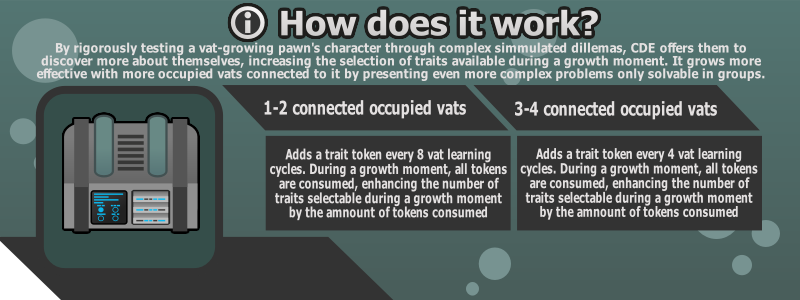 How does it work?
By rigorously testing a vat-growing pawn's character through complex simmulated dillemas, CDE offers them to
discover more about themselves, increasing the selection of traits available during a growth moment. It grows more
effective with more occupied vats connected to it by presenting even more complex problems only solvable in groups.
1-2 connected occupied vats
Adds a trait token every 8 vat learning
cycles. During a growth moment, all tokens
are consumed, enhancing the number of
traits selectable during a growth moment
by the amnount of tokens consumed
3-4 connected occupied vats
Adds a trait token every 4 vat learning
cycles. During a growth moment, all tokens
are consumed, enhancing the number of
traits selectable during a growth moment
by the amnount of tokens consumed